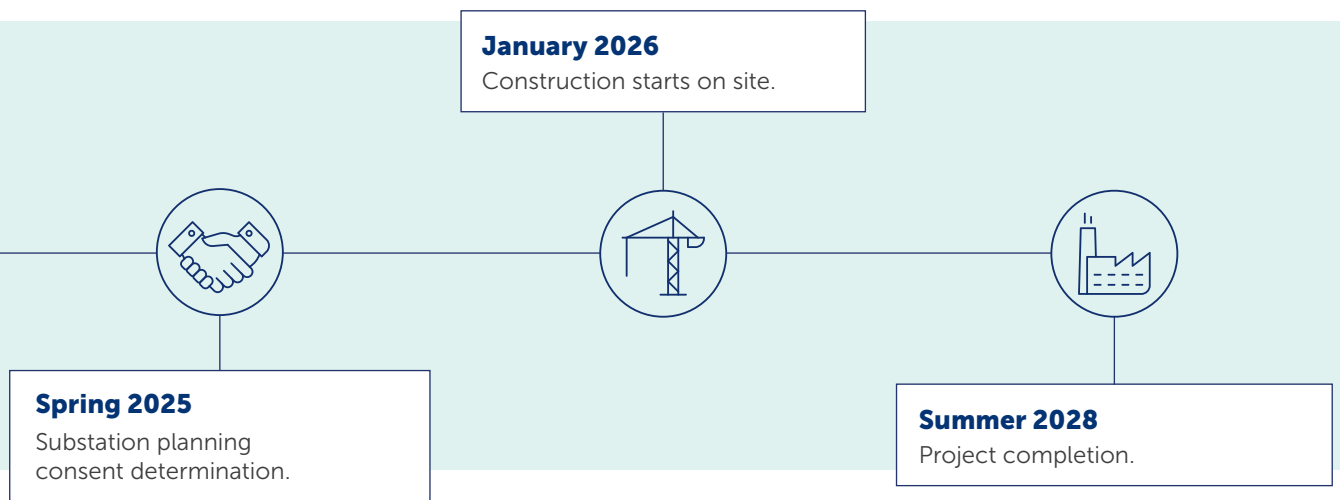 January 2026
Construction starts on site.
Spring 2025
Substation planning
consent determination.
Summer 2028
Project completion.